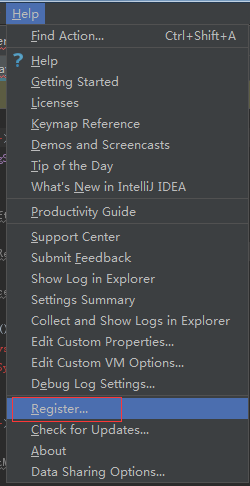 Help
Find Action... Ctrl+Shift+A
? Help
Getting Started
Licenses
Keymap Reference
Demos and Screencasts
Tip of the Day
What's New in IntelliJ IDEA
Productivity Guide
Support Center
Submit Feedback
Show Log in Explorer
Settings Summary
Collect and Show Logs in Explorer
Edit Custom Properties...
Edit Custom VM Options...
Debug Log Settings...
Register...
Check for Updates...
About
Data Sharing Options...